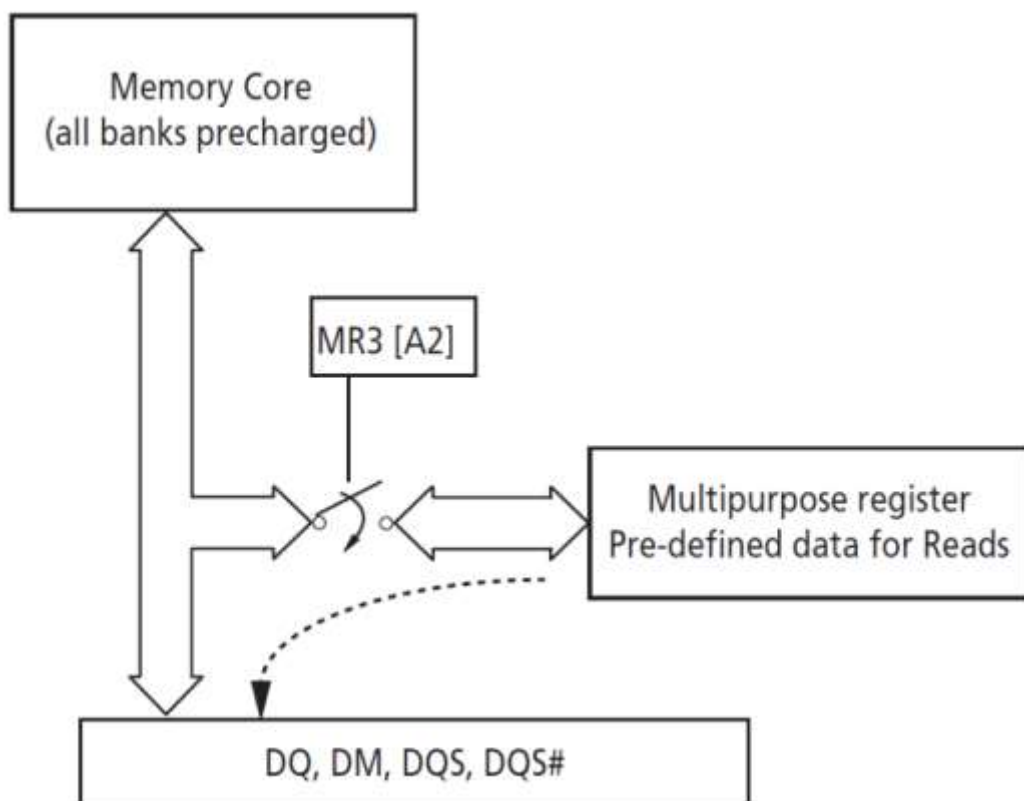 Memory Core
(all banks precharged)
MR3 [A2]
Multipurpose register
Pre-defined data for Reads
DQ, DM, DQS, DQS#